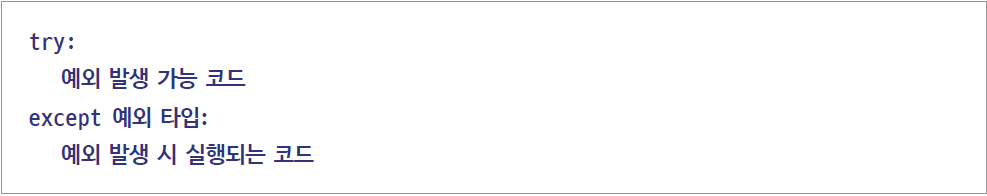 try:
예외 발생 가능 코드
except 예외 타입:
예외 발생 시 실행되는 코드